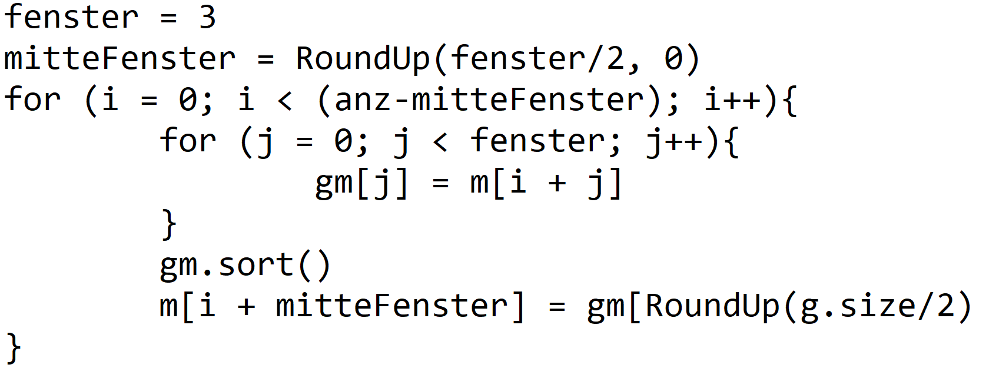 fenster = 3
mitteFenster = RoundUp(fenster/2, 0)
for (i = 0; i < (anz-mitteFenster); i++){
for (j = 0; j < fenster; j++){
gm[j] = m[i + j]
}
gm.sort()
m[i + mitteFenster] = gm[RoundUp(g.size/2)
}